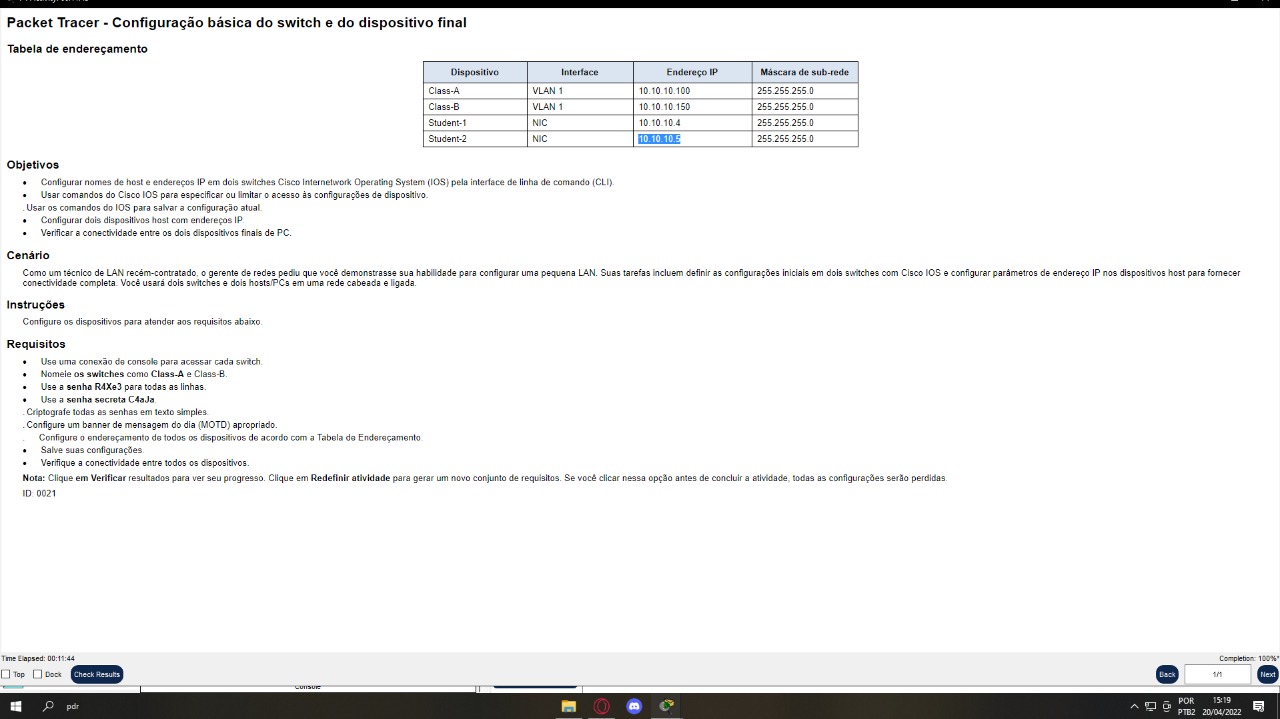 Packet Tracer - Configuração básica do switch e do dispositivo final
Tabela de endereçamento
Dispositivo Interface Endereço IP Máscara de sub-rede
Class-A VLAN 1 10.10.10.100 255.255.255.0
Class-B VLAN 1 10.10.10.150 255.255.255.0
Student-1 NIC 10.10.10.4 255.255.255.0
Student-2 NIC 10.10.10.5 255.255.255.0
Objetivos
• Configurar nomes de host e endereços IP em dois switches Cisco Internetwork Operating System (IOS) pela interface de linha de comando (CLI).
• Usar comandos do Cisco IOS para especificar ou limitar o acesso às configurações de dispositivo.
. Usar os comandos do IOS para salvar a configuração atual.
• Configurar dois dispositivos host com endereços IP.
• Verificar a conectividade entre os dois dispositivos finais de PC.
Cenário
Como um técnico de LAN recém-contratado, o gerente de redes pediu que você demonstrasse sua habilidade para configurar uma pequena LAN. Suas tarefas incluem definir as configurações iniciais em dois switches com Cisco IOS e configurar parâmetros de endereço IP nos dispositivos host para fornecer
conectividade completa. Você usará dois switches e dois hosts/PCs em uma rede cabeada e ligada.
Instruções
Configure os dispositivos para atender aos requisitos abaixo.
Requisitos
• Use uma conexão de console para acessar cada switch.
• Nomeie os switches como Class-A e Class-B.
• Use a senha R4Xe3 para todas as linhas.
• Use a senha secreta C4aJa.
. Criptografe todas as senhas em texto simples.
. Configure um banner de mensagem do dia (MOTD) apropriado.
. Configure o endereçamento de todos os dispositivos de acordo com a Tabela de Endereçamento.
• Salve suas configurações.
• Verifique a conectividade entre todos os dispositivos.
Nota: Clique em Verificar resultados para ver seu progresso. Clique em Redefinir atividade para gerar um novo conjunto de requisitos. Se você clicar nessa opção antes de concluir a atividade, todas as configurações serão perdidas.
ID: 0021
Time Elapsed: 00:11:44 Completion: 100%*
Top Dock Check Results Back 1/1 Next
Console
pdr POR 15:19
PTB2 20/04/2022